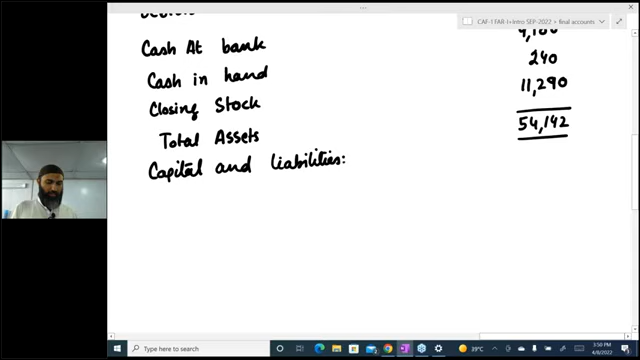 CAF-1 FAR-I+Intro SEP-2022 > final accounts
Cash At bank
240
Cash in hand
11,290
Closing Stock
54,142
Total Assets
Capital and Liabilities:
Type here to search
39°C
3:50 PM
4/8/2022